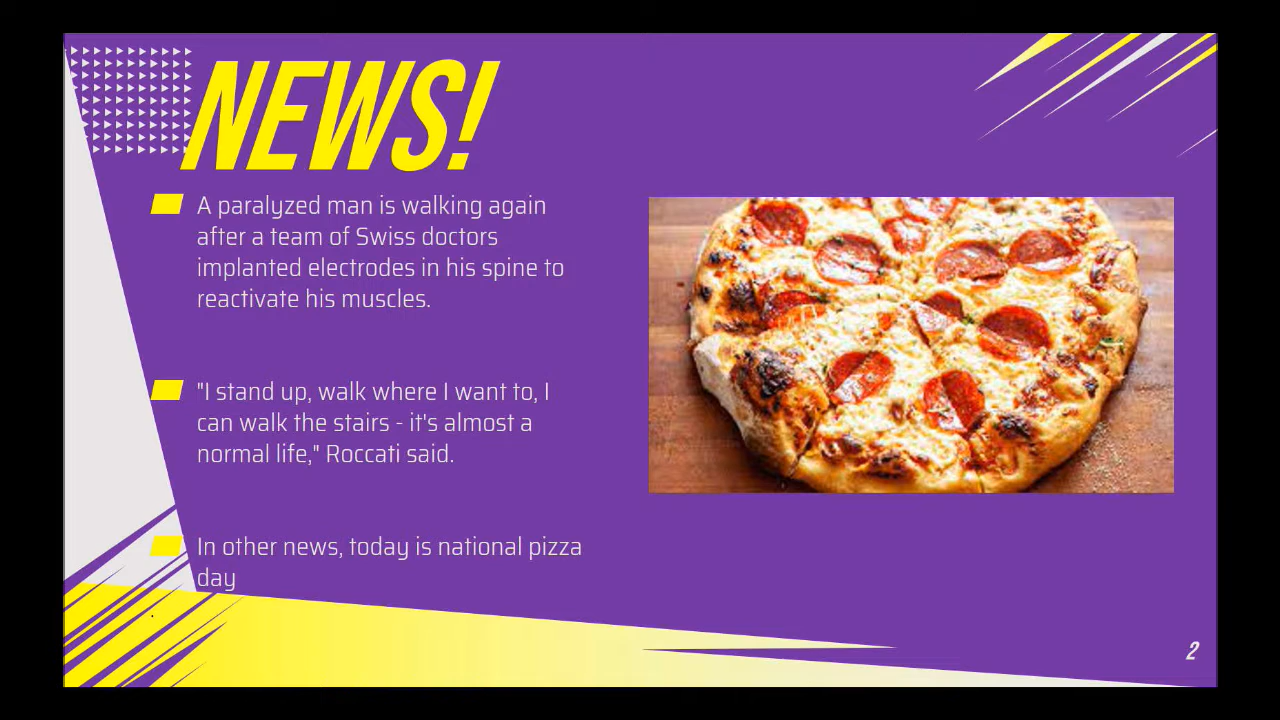 NEWS!
A paralyzed man is walking again
after a team of Swiss doctors
implanted electrodes in his spine to
reactivate his muscles.
"I stand up, walk where I want to, I
can walk the stairs - it's almost a
normal life," Roccati said.
In other news, today is national pizza
day
2